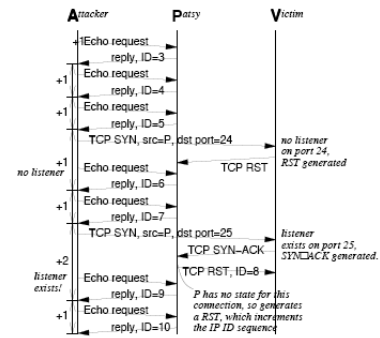 Attacker Patsy Victim
+1 Echo request
reply, ID=3
+1 Echo request
reply, ID=4
+1 Echo request
reply, ID=5
TCP SYN, src=P, dst port=24
no listener
on port 24,
RST generated
TCP RST
+1
no listener
Echo request
reply, ID=6
+1 Echo request
reply, ID=7
TCP SYN, src=P, dst port=25
listener
exists on port 25,
SYN□ACK generated.
TCP SYN-ACK
+2
listener
exists!
TCP RST, ID=8
Echo request
reply, ID=9
P has no state for this
connection, so generates
a RST, which increments
the IP ID sequence
+1 Echo request
reply, ID=10